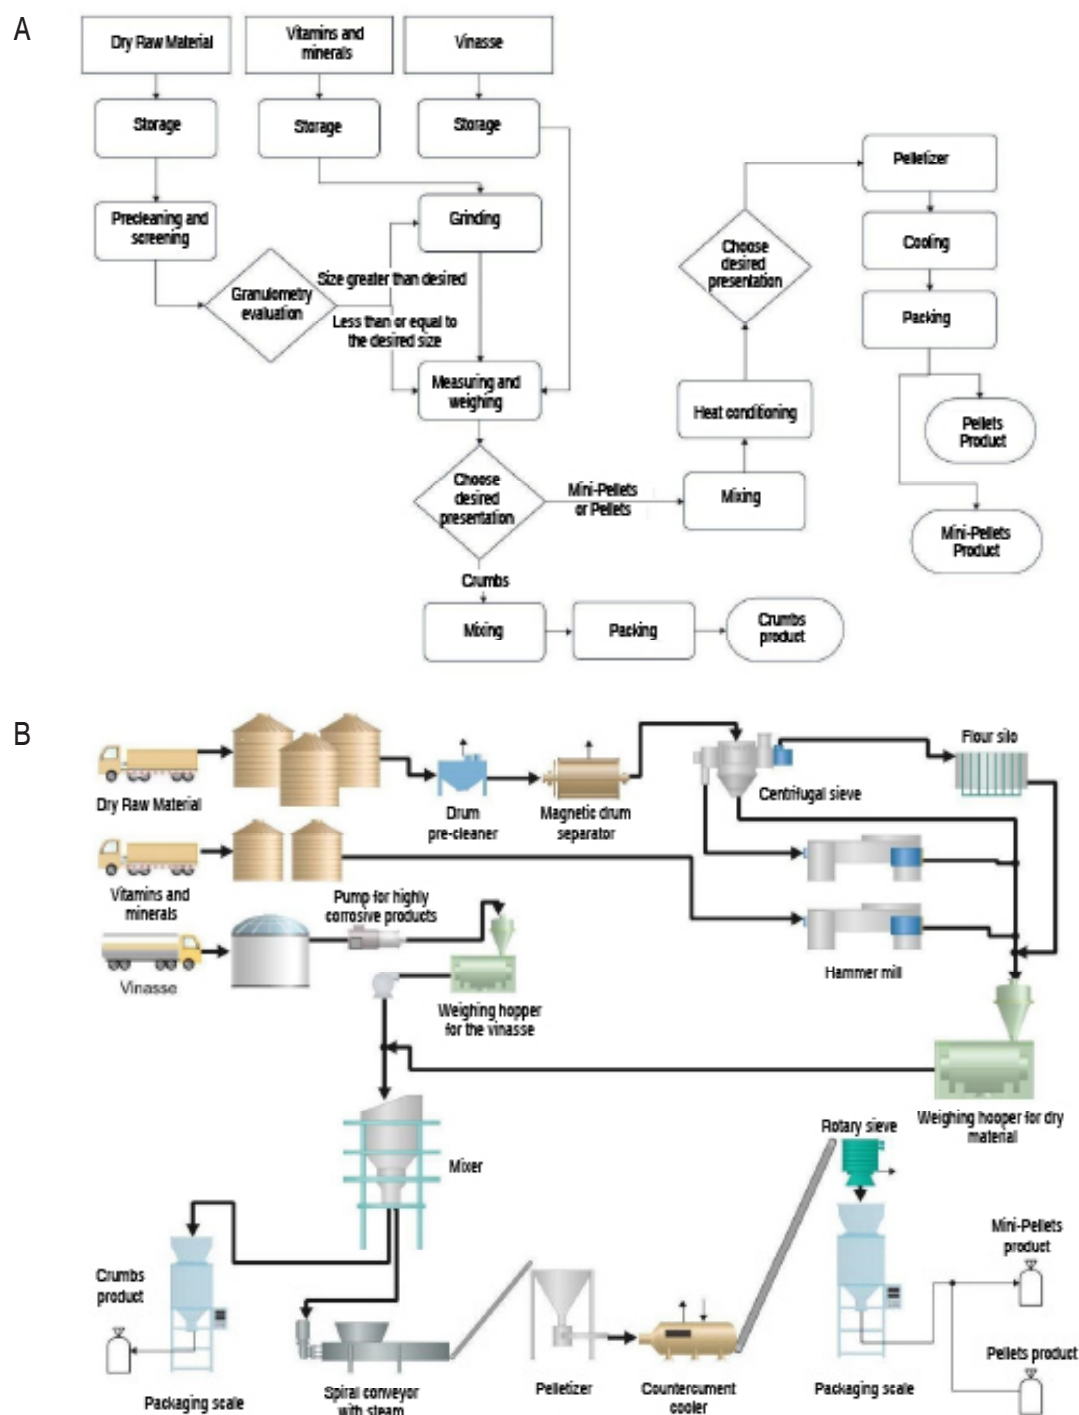 A
Dry Raw Material
Vitamins and
minerals
Vinasse
Storage
Storage
Storage
Pelletizer
Precleaning and
screening
Grinding
Cooling
Choose
desired
presentation
Size greater than desired
Granulometry
evaluation
Less than or equal to
the desired size
Packing
Measuring and
weighing
Heat conditioning
Pellets
Product
Choose
desired
presentation
Mini-Pellets
or Pellets
Mixing
Mini-Pellets
Product
Crumbs
Mixing
Packing
Crumbs
product
B
Flour silo
Dry Raw Material
Drum
pre-cleaner
Magnetic drum
separator
Centrifugal sieve
Vitamins and
minerals
Pump for highly
corrosive products
Vinasse
Hammer mill
Weighing hopper
for the vinasse
Weighing hooper for dry
material
Rotary sieve
Mixer
Mini-Pellets
product
Crumbs
product
Pellets product
Packaging scale
Spiral conveyor
with steam
Pelletizer
Countercument
cooler
Packaging scale